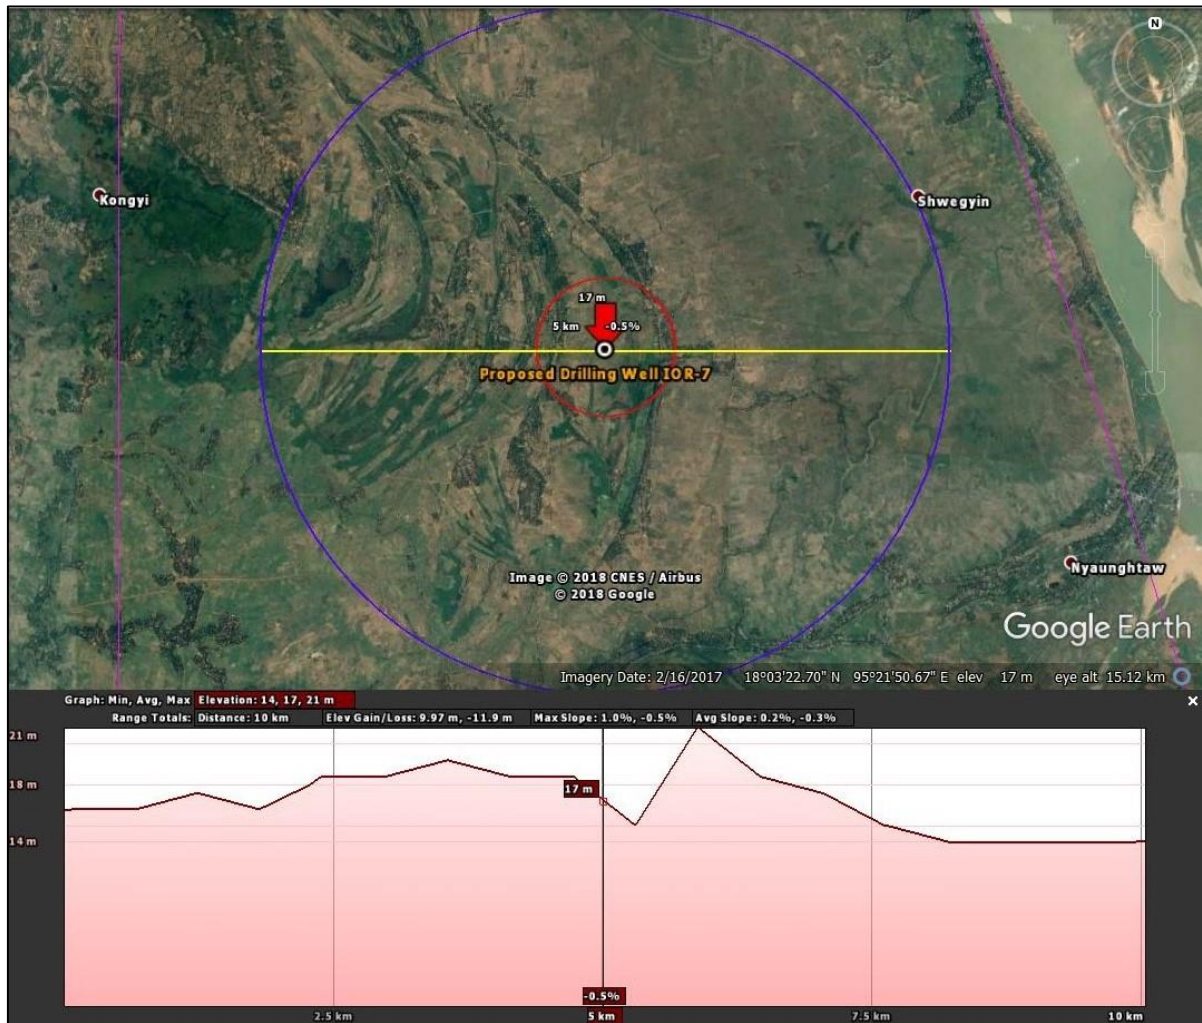 N
Kongyi
Shwegyin
17 m
5 km -0.5%
Proposed Drilling Well IOR-7
Nyaunghtaw
Image © 2018 CNES / Airbus
© 2018 Google
Google Earth
Imagery Date: 2/16/2017 18°03'22.70" N 95°21'50.67" E elev 17 m eye alt 15.12 km
Graph: Min, Avg, Max Elevation: 14, 17, 21 m
Range Totals: Distance: 10 km Elev Gain/Loss: 9.97 m, -11.9 m Max Slope: 1.0%, -0.5% Avg Slope: 0.2%, -0.3%
21 m
18 m
17 m
14 m
-0.5%
2.5 km 5 km 7.5 km 10 km